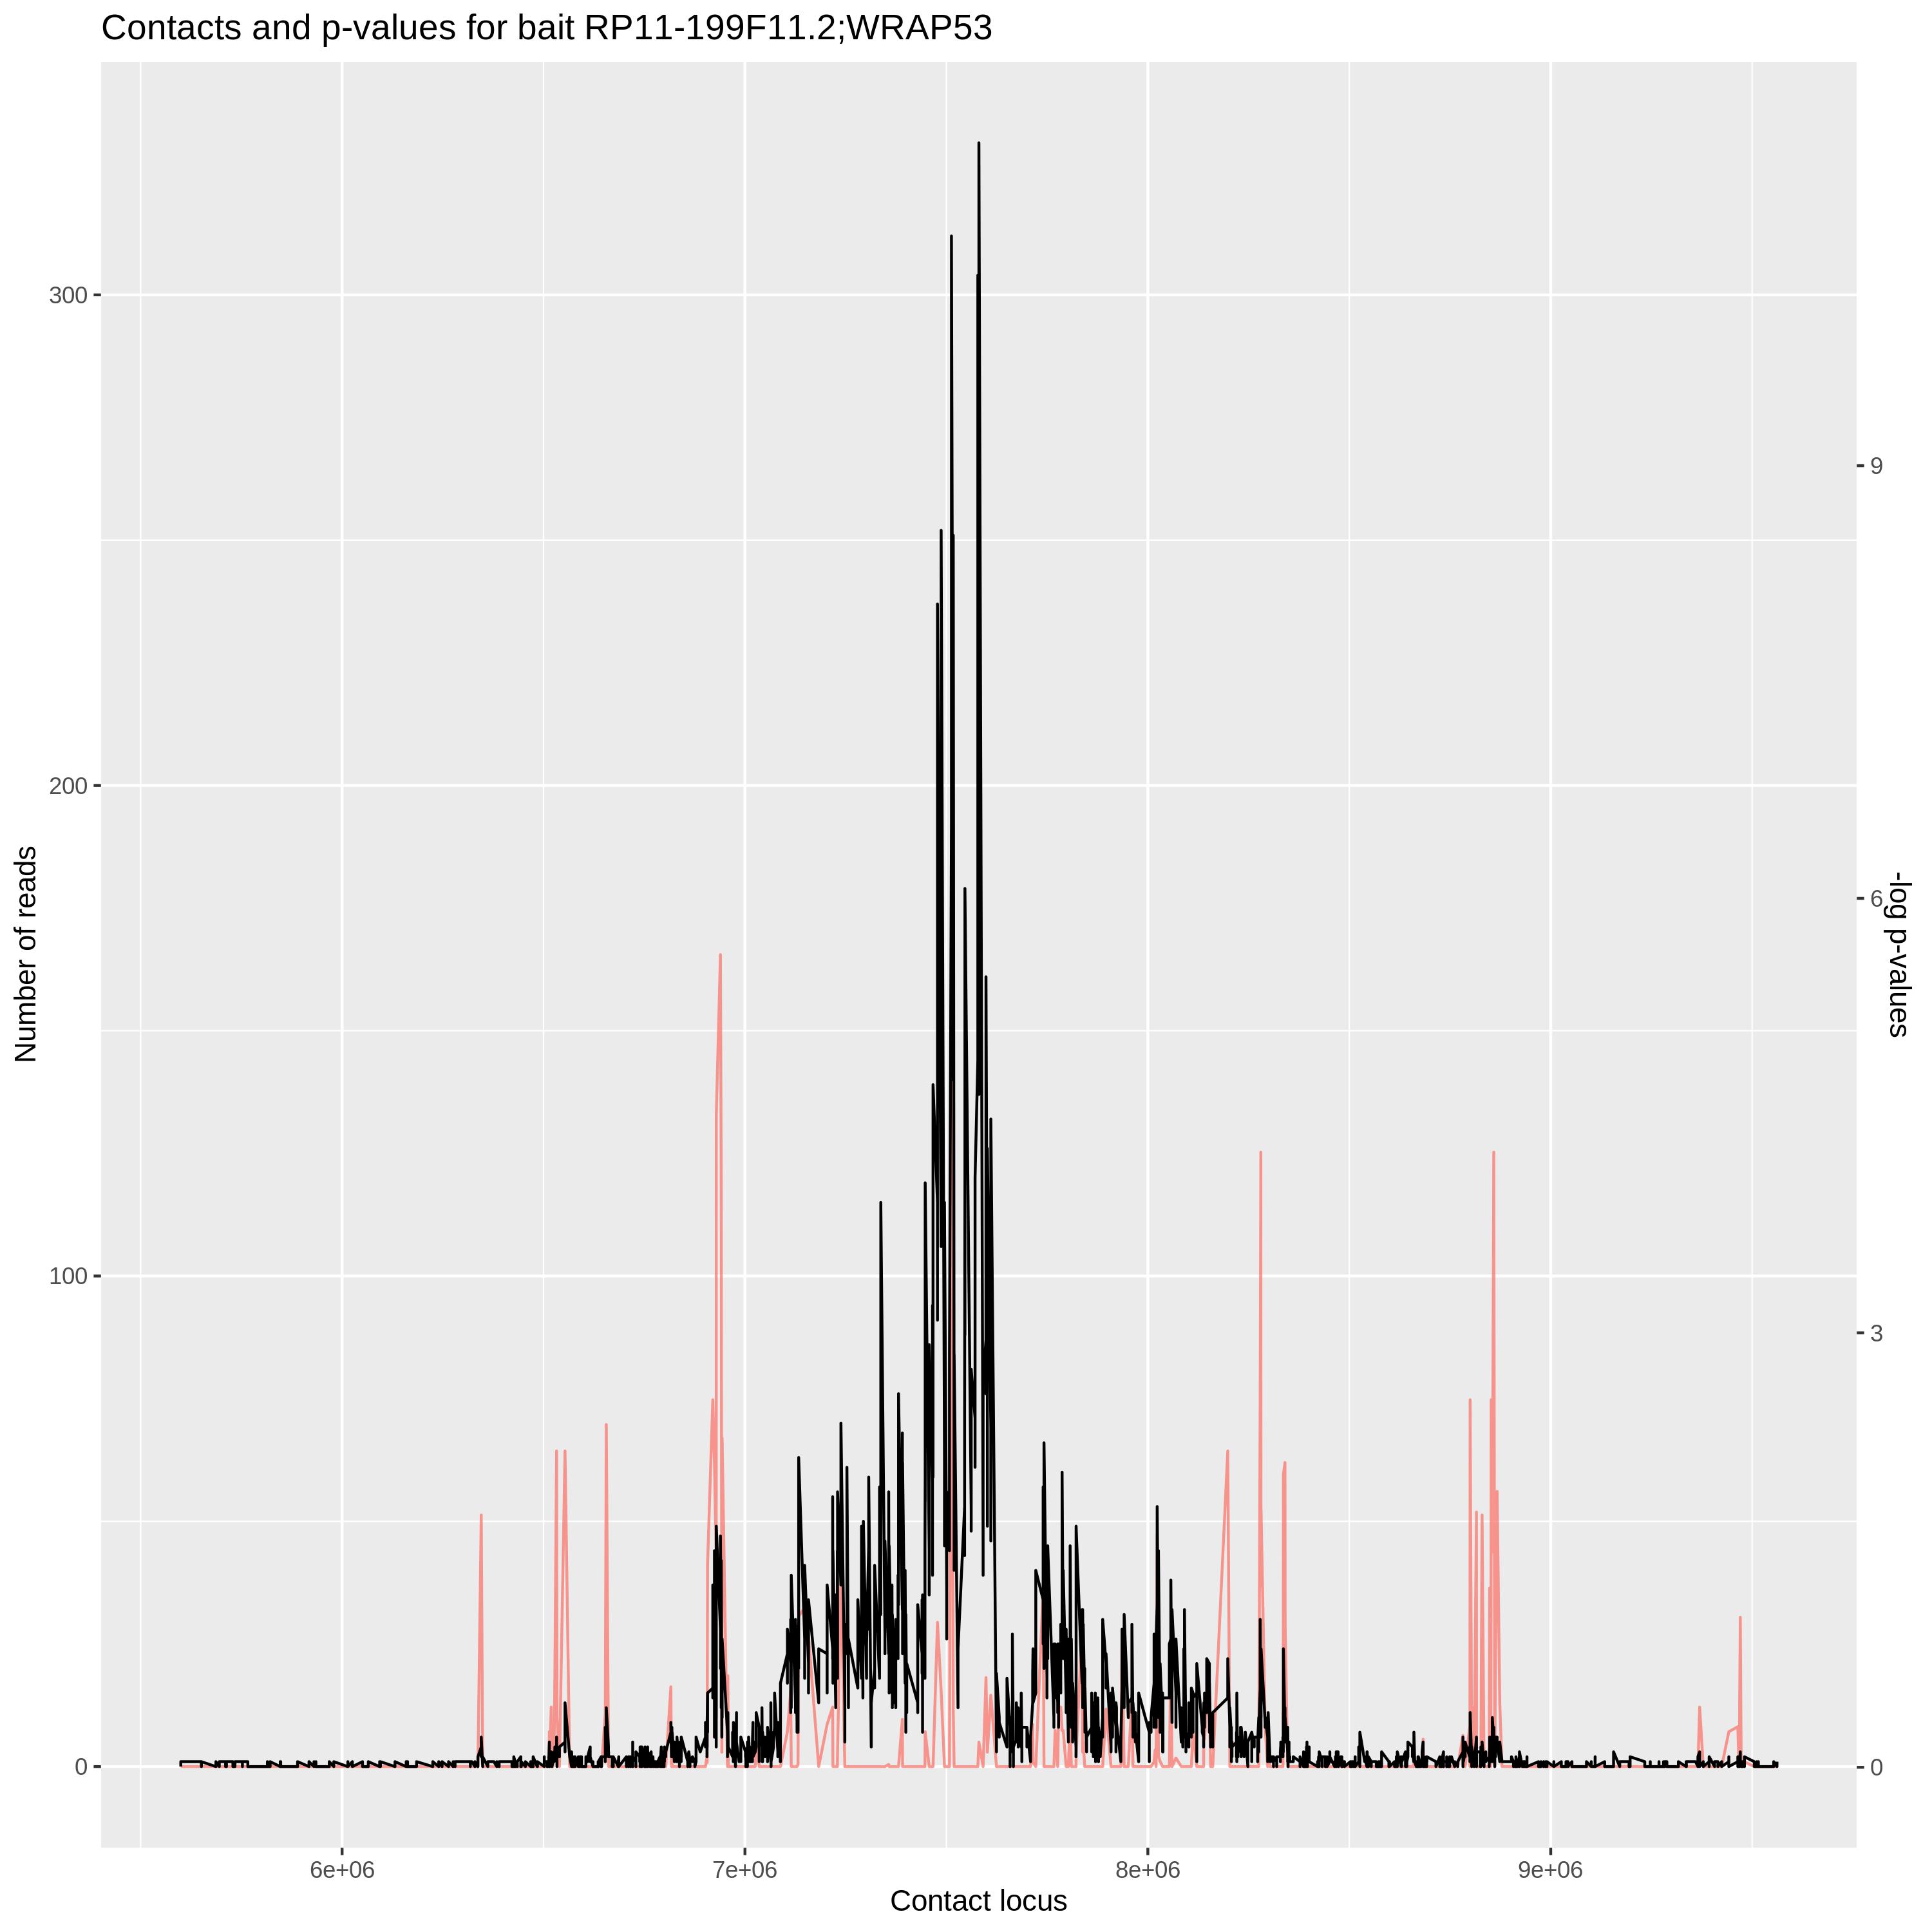 Contacts and p-values for bait RP11-199F11.2;WRAP53
Number of reads
300
200
100
0
9
6
3
0
-log p-values
6e+06
7e+06
8e+06
9e+06
Contact locus